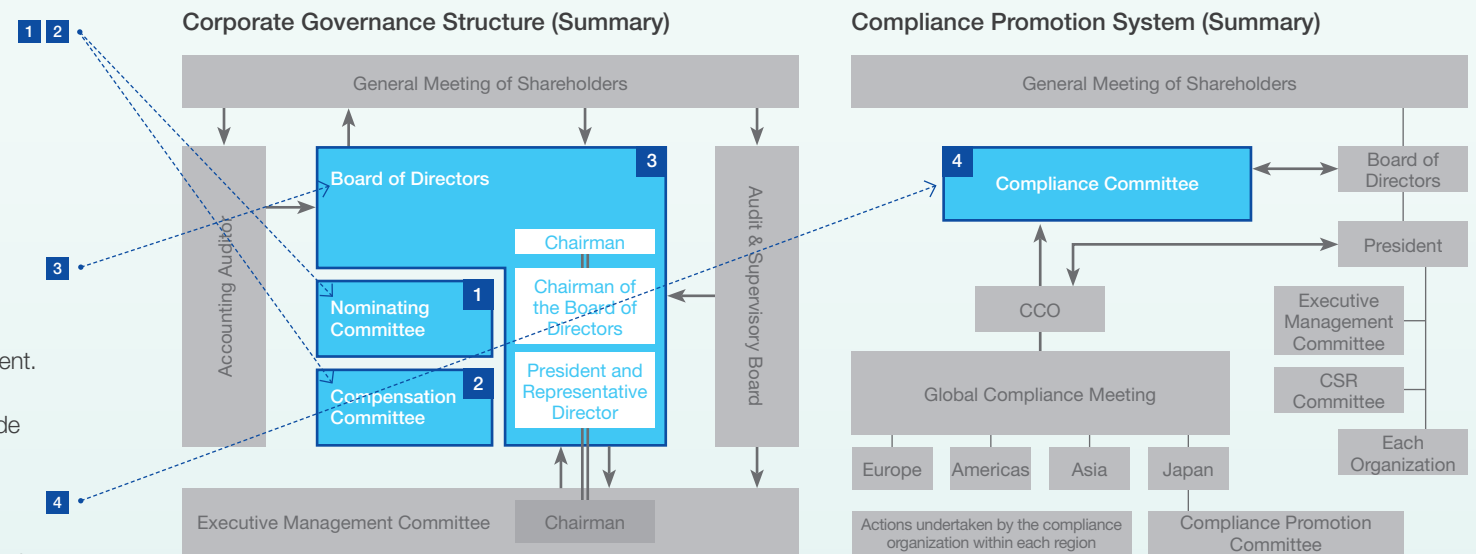 1 2
Corporate Governance Structure (Summary)
General Meeting of Shareholders
Accounting Auditor
Board of Directors
3
Chairman
Chairman of
the Board of
Directors
President and
Representative
Director
Nominating
Committee
1
Compensation
Committee
2
Audit & Supervisory Board
Executive Management Committee
Chairman
3
ent.
de
4
Compliance Promotion System (Summary)
General Meeting of Shareholders
4
Compliance Committee
Board of
Directors
President
CCO
Executive
Management
Committee
CSR
Committee
Each
Organization
Global Compliance Meeting
Europe
Americas
Asia
Japan
Actions undertaken by the compliance
organization within each region
Compliance Promotion
Committee